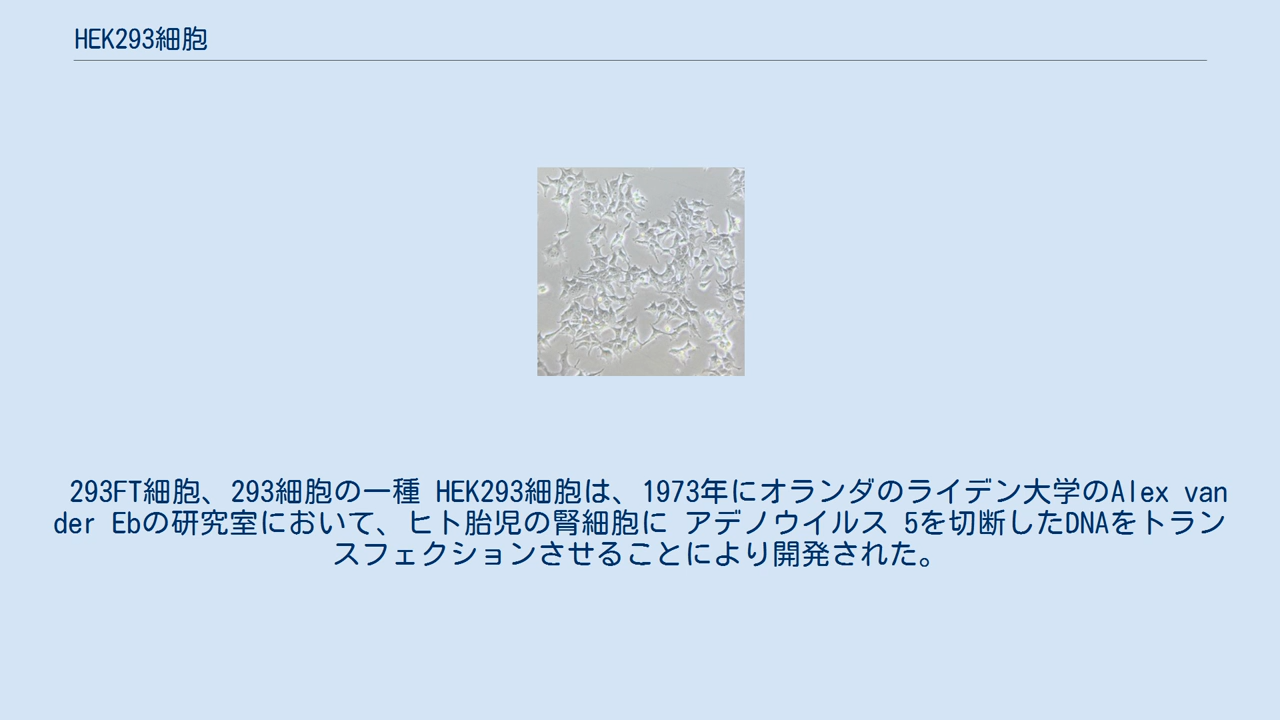 HEK293細胞
293FT細胞、293細胞の一種 HEK293細胞は、1973年にオランダのライデン大学のAlex van
der Ebの研究室において、ヒト胎児の腎細胞に アデノウイルス 5を切断したDNAをトラン
スフェクションさせることにより開発された。